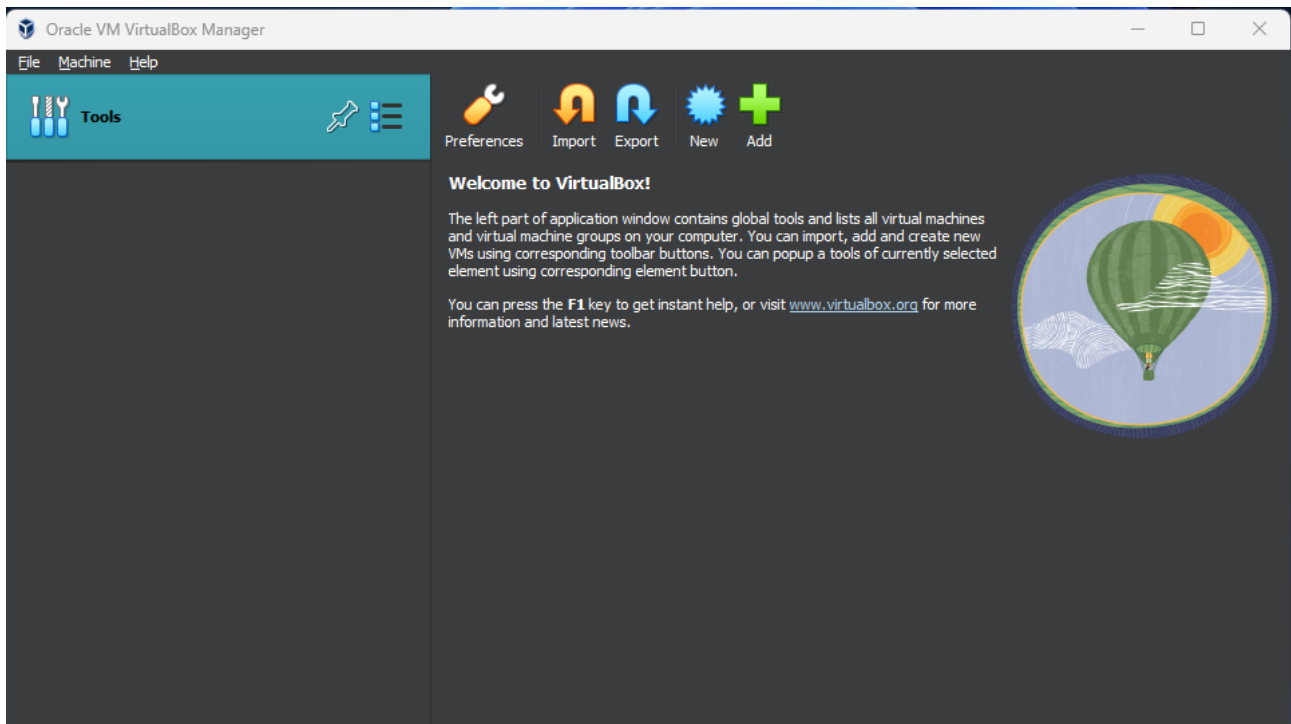 Oracle VM VirtualBox Manager
File Machine Help
Tools
Preferences Import Export New Add
Welcome to VirtualBox!
The left part of application window contains global tools and lists all virtual machines
and virtual machine groups on your computer. You can import, add and create new
VMs using corresponding toolbar buttons. You can popup a tools of currently selected
element using corresponding element button.
You can press the F1 key to get instant help, or visit www.virtualbox.org for more
information and latest news.